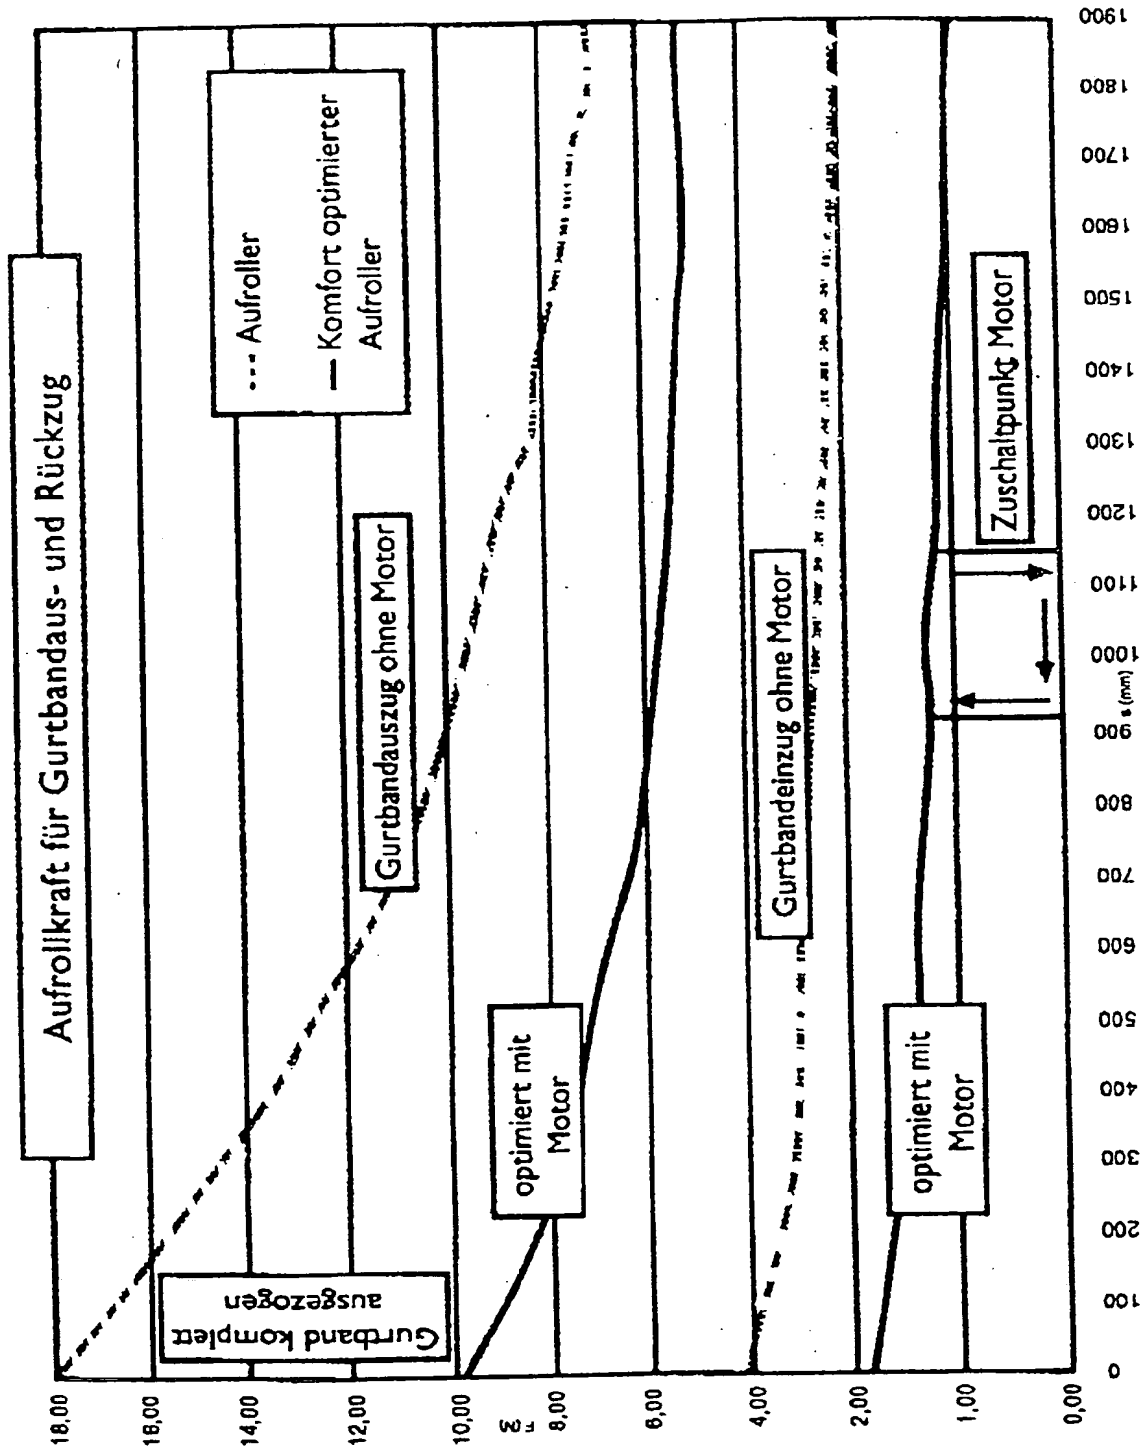 Aufrollkraft für Gurtbandaus- und Rückzug
--- Aufroller
— Komfort optimierter
Aufroller
Gurtband komplett
ausgezogen
Gurtbandauszug ohne Motor
optimiert mit
Motor
Gurtbandeinzug ohne Motor
optimiert mit
Motor
Zuschaltpunkt Motor
18,00
16,00
14,00
12,00
10,00
8,00
6,00
4,00
2,00
1,00
0,00
0
100
200
300
400
500
600
700
800
900
s (mm)
1000
1100
1200
1300
1400
1500
1600
1700
1800
1900